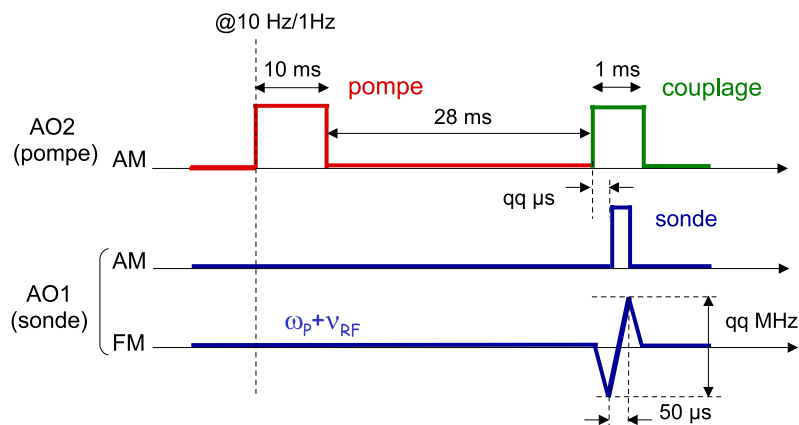 @10 Hz/1Hz
10 ms
1 ms
pompe
couplage
28 ms
AO2
(pompe)
AM
qq µs
sonde
AM
AO1
(sonde)
ωP+νRF
qq MHz
FM
50 µs